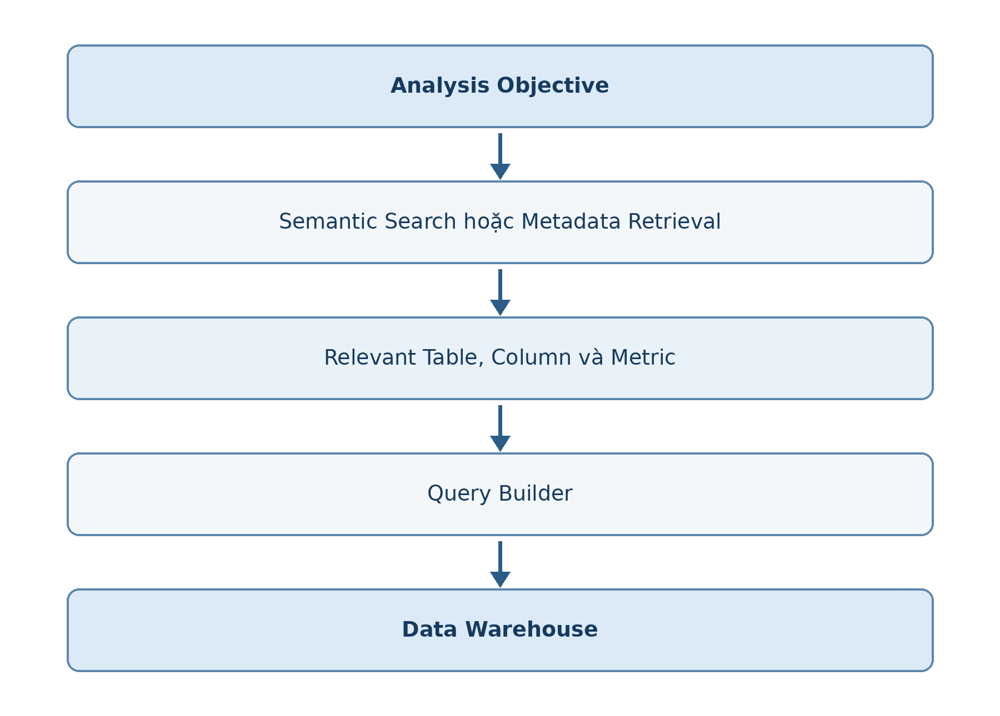 Analysis Objective
Semantic Search hoặc Metadata Retrieval
Relevant Table, Column và Metric
Query Builder
Data Warehouse